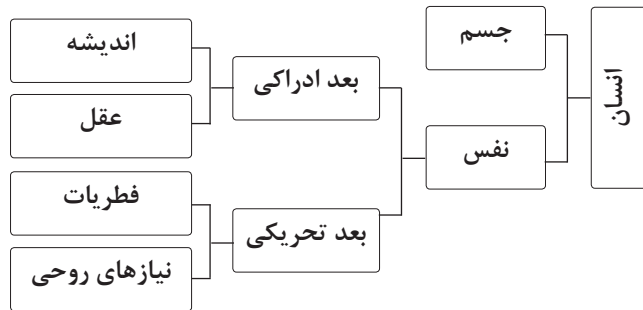 انسان
جسم
نفس
بعد ادراکی
بعد تحریکی
اندیشه
عقل
فطریات
نیازهای روحی